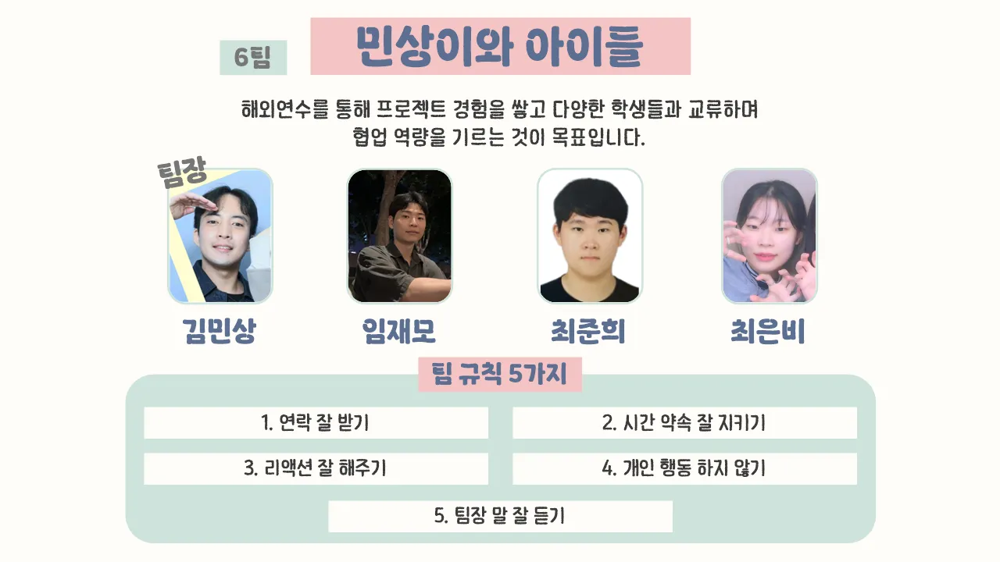 6팀
민상이와 아이들
해외연수를 통해 프로젝트 경험을 쌓고 다양한 학생들과 교류하며
협업 역량을 기르는 것이 목표입니다.
팀장
김민상
임재모
최준희
최은비
팀 규칙 5가지
1. 연락 잘 받기
2. 시간 약속 잘 지키기
3. 리액션 잘 해주기
4. 개인 행동 하지 않기
5. 팀장 말 잘 듣기